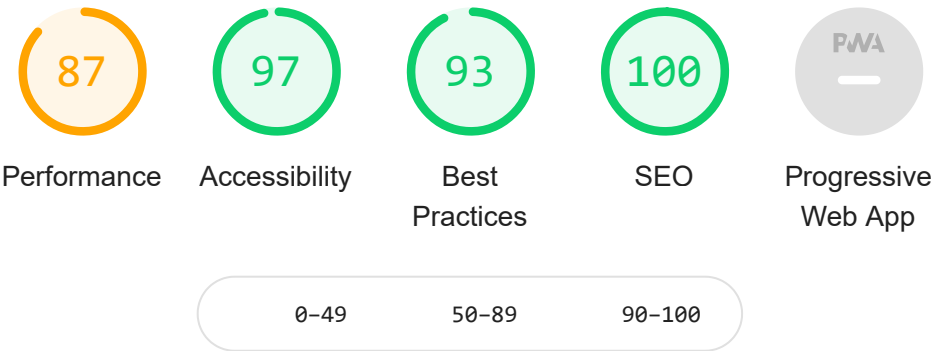 87 97 93 100 PWA
Performance Accessibility Best SEO Progressive
Practices Web App
0–49 50–89 90–100